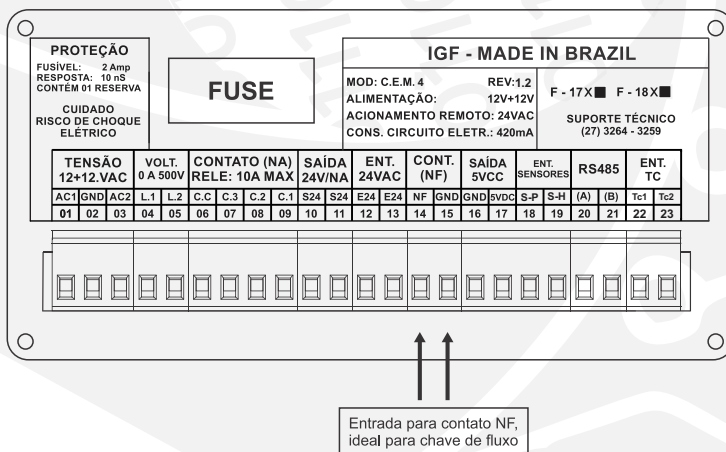 PROTEÇÃO
FUSÍVEL: 2 Amp
RESPOSTA: 10 nS
CONTÉM 01 RESERVA
CUIDADO
RISCO DE CHOQUE
ELÉTRICO
FUSE
IGF - MADE IN BRAZIL
MOD: C.E.M. 4 REV:1.2
ALIMENTAÇÃO: 12V+12V
ACIONAMENTO REMOTO: 24VAC
CONS. CIRCUITO ELETR.: 420mA
F - 17X■ F - 18X■
SUPORTE TÉCNICO
(27) 3264 - 3259
TENSÃO
12+12.VAC
VOLT.
0 A 500V
CONTATO (NA)
RELE: 10A MAX
SAÍDA
24V/NA
ENT.
24VAC
CONT.
(NF)
SAÍDA
5VCC
ENT.
SENSORES
RS485
ENT.
TC
AC1 GND AC2 L.1 L.2 C.C C.3 C.2 C.1 S24 S24 E24 E24 NF GND GND 5VDC S-P S-H (A) (B) Tc1 Tc2
01 02 03 04 05 06 07 08 09 10 11 12 13 14 15 16 17 18 19 20 21 22 23
Entrada para contato NF,
ideal para chave de fluxo